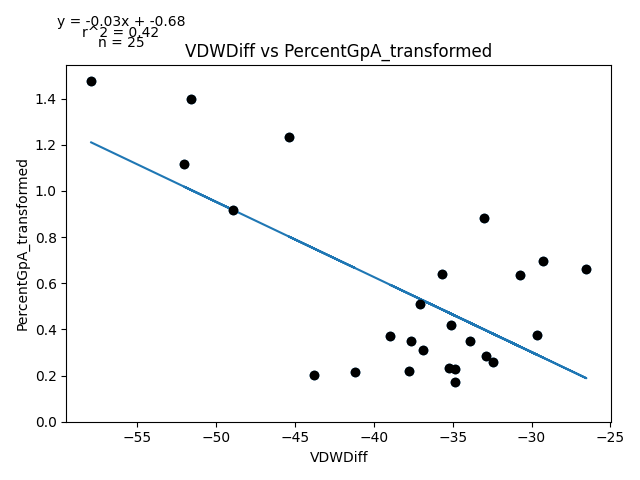 y = -0.03x + -0.68
r^2 = 0.42
n = 25
VDWDiff vs PercentGpA_transformed
PercentGpA_transformed
1.4
1.2
1.0
0.8
0.6
0.4
0.2
0.0
−55
−50
−45
−40
−35
−30
−25
VDWDiff